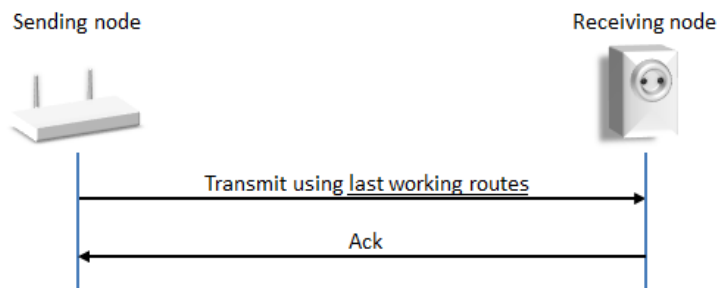 Sending node
Receiving node
Transmit using last working routes
Ack